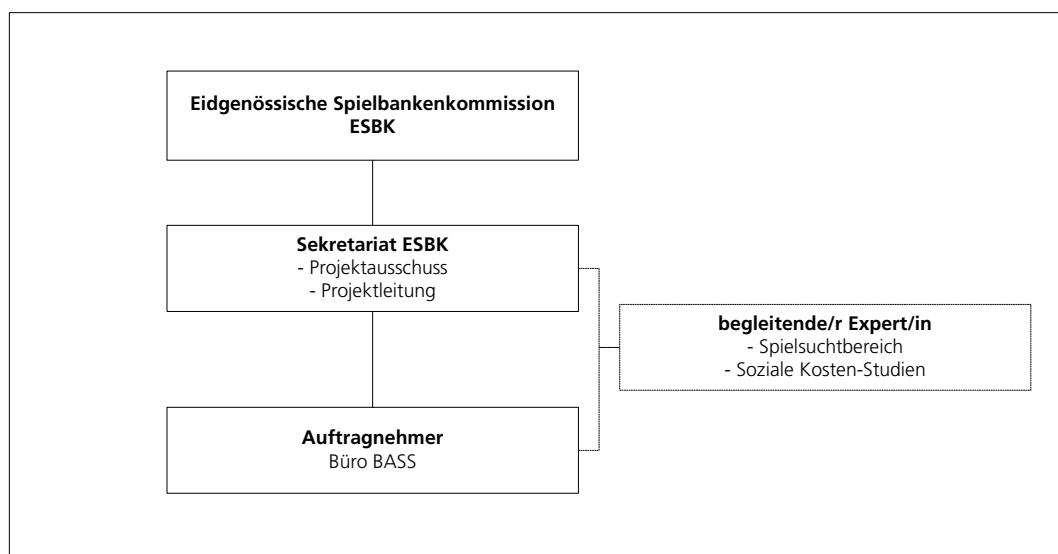 Eidgenössische Spielbankenkommission
ESBK
Sekretariat ESBK
- Projektausschuss
- Projektleitung
begleitende/r Expert/in
- Spielsuchtbereich
- Soziale Kosten-Studien
Auftragnehmer
Büro BASS